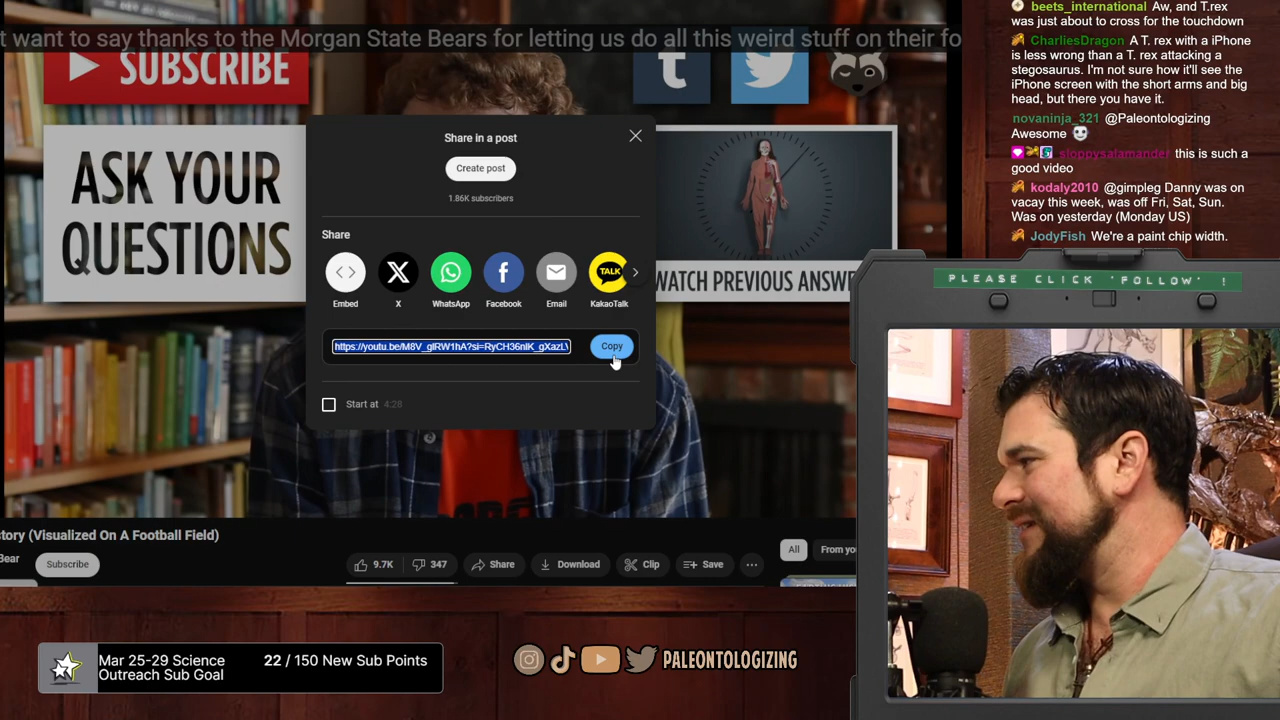 t want to say thanks to the Morgan State Bears for letting us do all this weird stuff on their fo
SUBSCRIBE
ASK YOUR
QUESTIONS
WATCH PREVIOUS ANSWE
Share in a post
Create post
1.86K subscribers
Share
Embed
X
WhatsApp
Facebook
Email
TALK
KakaoTalk
https://youtu.be/M8V_glRW1hA?si=RyCH36nIK_gXazLV
Copy
Start at 4:28
story (Visualized On A Football Field)
Bear
Subscribe
9.7K
347
Share
Download
Clip
Save
All
From yo
beets_international Aw, and T.rex
was just about to cross for the touchdown
CharliesDragon A T. rex with a iPhone
is less wrong than a T. rex attacking a
stegosaurus. I'm not sure how it'll see the
iPhone screen with the short arms and big
head, but there you have it.
novaninja_321 @Paleontologizing
Awesome
sloppysalamander this is such a
good video
kodaly2010 @gimpleg Danny was on
vacay this week, was off Fri, Sat, Sun.
Was on yesterday (Monday US)
JodyFish We're a paint chip width.
PLEASE CLICK 'FOLLOW' !
Mar 25-29 Science
Outreach Sub Goal
22 / 150 New Sub Points
PALEONTOLOGIZING